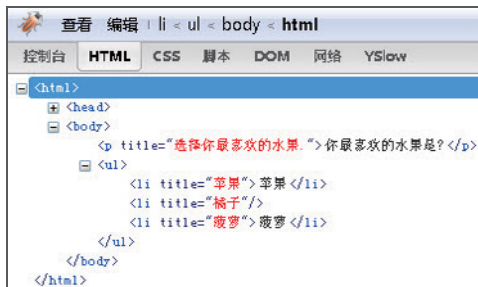 查看 编辑 li < ul < body < html
控制台 HTML CSS 脚本 DOM 网络 YSlow
<html>
<head>
<body>
<p title="选择你最喜欢的水果.">你最喜欢的水果是?</p>
<ul>
<li title="苹果">苹果</li>
<li title="橘子"/>
<li title="菠萝">菠萝</li>
</ul>
</body>
</html>